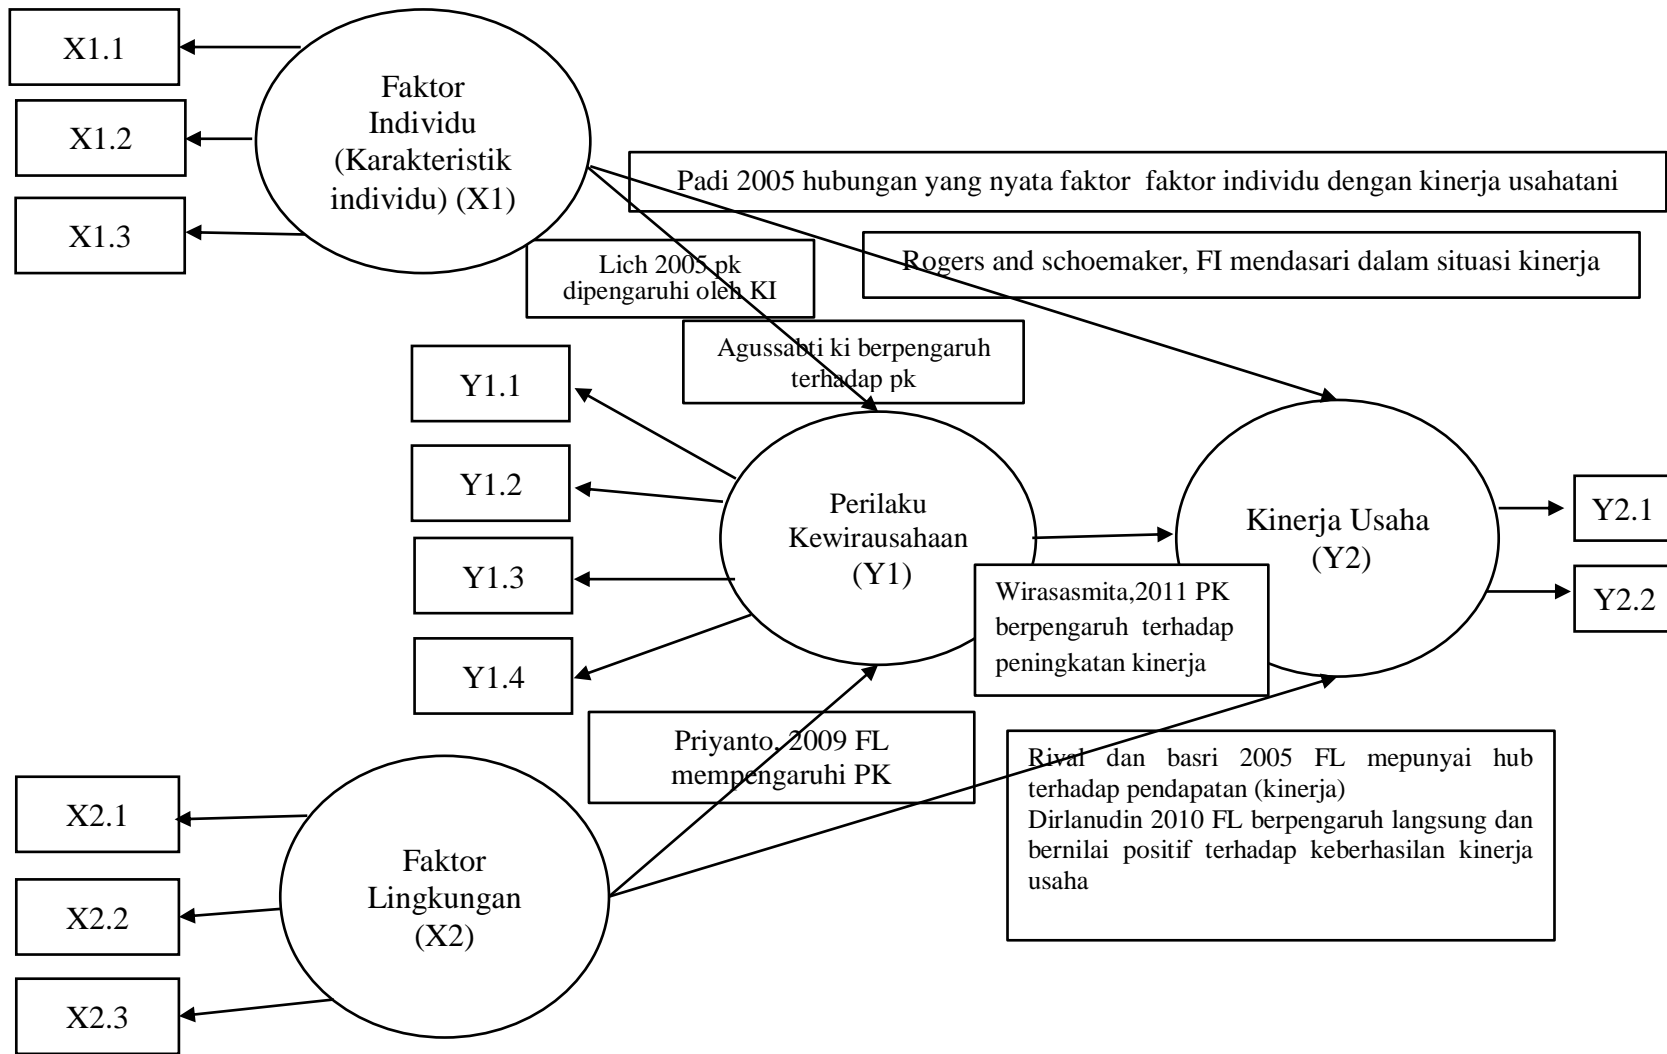 X1.1
X1.2
X1.3
Faktor
Individu
(Karakteristik
individu) (X1)
Padi 2005 hubungan yang nyata faktor faktor individu dengan kinerja usahatani
Rogers and schoemaker, FI mendasari dalam situasi kinerja
Lich 2005 pk
dipengaruhi oleh KI
Agussabti ki berpengaruh
terhadap pk
Y1.1
Y1.2
Y1.3
Y1.4
Perilaku
Kewirausahaan
(Y1)
Kinerja Usaha
(Y2)
Y2.1
Y2.2
Wirasasmita,2011 PK
berpengaruh terhadap
peningkatan kinerja
Priyanto, 2009 FL
mempengaruhi PK
Rival dan basri 2005 FL mepunyai hub
terhadap pendapatan (kinerja)
Dirlanudin 2010 FL berpengaruh langsung dan
bernilai positif terhadap keberhasilan kinerja
usaha
X2.1
X2.2
X2.3
Faktor
Lingkungan
(X2)